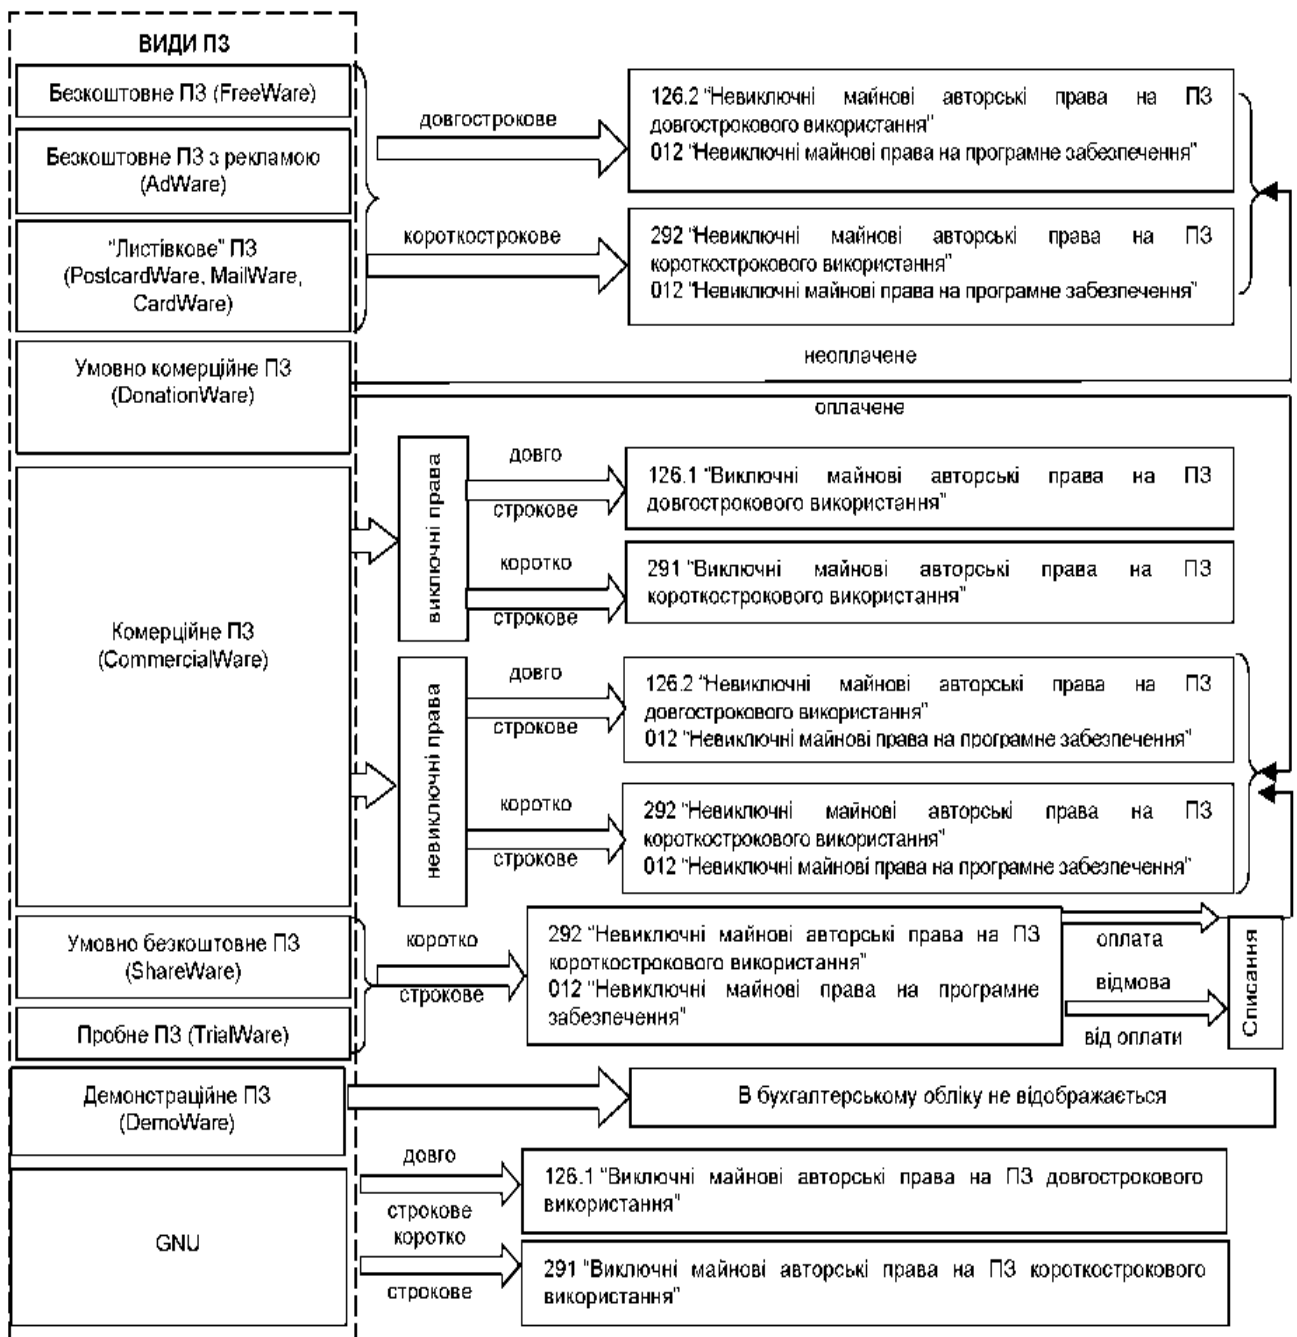 ВИДИ ПЗ
Безкоштовне ПЗ (FreeWare)
Безкоштовне ПЗ з рекламою
(AdWare)
"Листівкове" ПЗ
(PostcardWare, MailWare,
CardWare)
довгострокове
126.2 "Невиключні майнові авторські права на ПЗ
довгострокового використання"
012 "Невиключні майнові права на програмне забезпечення"
короткострокове
292 "Невиключні майнові авторські права на ПЗ
короткострокового використання"
012 "Невиключні майнові права на програмне забезпечення"
Умовно комерційне ПЗ
(DonationWare)
неоплачене
оплачене
Комерційне ПЗ
(CommercialWare)
виключні права
довго
строкове
126.1 "Виключні майнові авторські права на ПЗ
довгострокового використання"
коротко
строкове
291 "Виключні майнові авторські права на ПЗ
короткострокового використання"
невиключні права
довго
строкове
126.2 "Невиключні майнові авторські права на ПЗ
довгострокового використання"
012 "Невиключні майнові права на програмне забезпечення"
коротко
строкове
292 "Невиключні майнові авторські права на ПЗ
короткострокового використання"
012 "Невиключні майнові права на програмне забезпечення"
Умовно безкоштовне ПЗ
(ShareWare)
Пробне ПЗ (TrialWare)
коротко
строкове
292 "Невиключні майнові авторські права на ПЗ
короткострокового використання"
012 "Невиключні майнові права на програмне
забезпечення"
оплата
відмова
від оплати
Списання
Демонстраційне ПЗ
(DemoWare)
В бухгалтерському обліку не відображається
GNU
довго
строкове
126.1 "Виключні майнові авторські права на ПЗ довгострокового
використання"
коротко
строкове
291 "Виключні майнові авторські права на ПЗ короткострокового
використання"